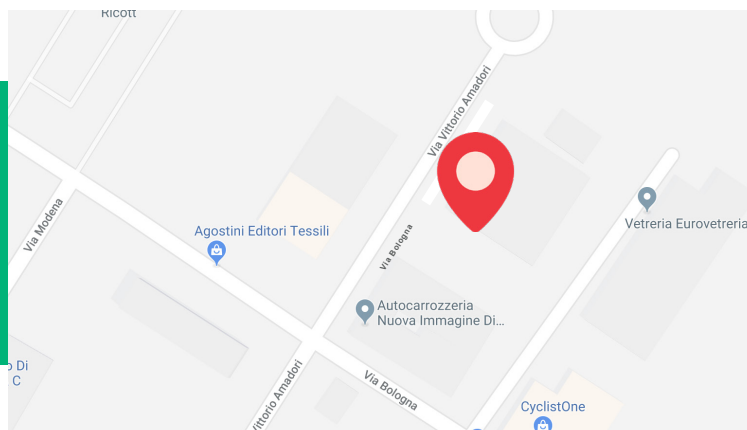 Ricott
Via Vittorio Amadori
Via Modena
Agostini Editori Tessili
Via Bologna
Vetreria Eurovetreria
Autocarrozzeria
Nuova Immagine Di...
o Di
C
Vittorio Amadori
Via Bologna
CyclistOne